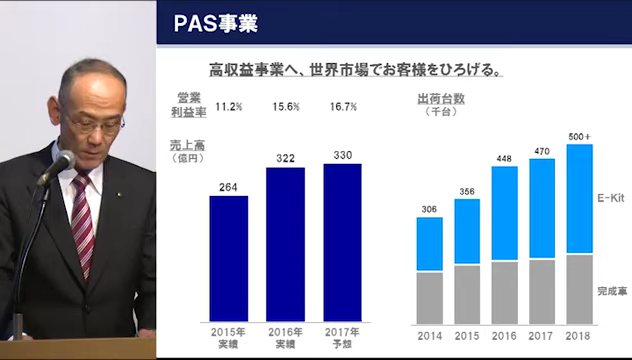 PAS事業
高収益事業へ、世界市場でお客様をひろげる。
営業
利益率
11.2% 15.6% 16.7%
売上高
(億円)
264 322 330
2015年 2016年 2017年
実績 実績 予想
出荷台数
(千台)
306 356 448 470 500+
E-Kit
完成車
2014 2015 2016 2017 2018